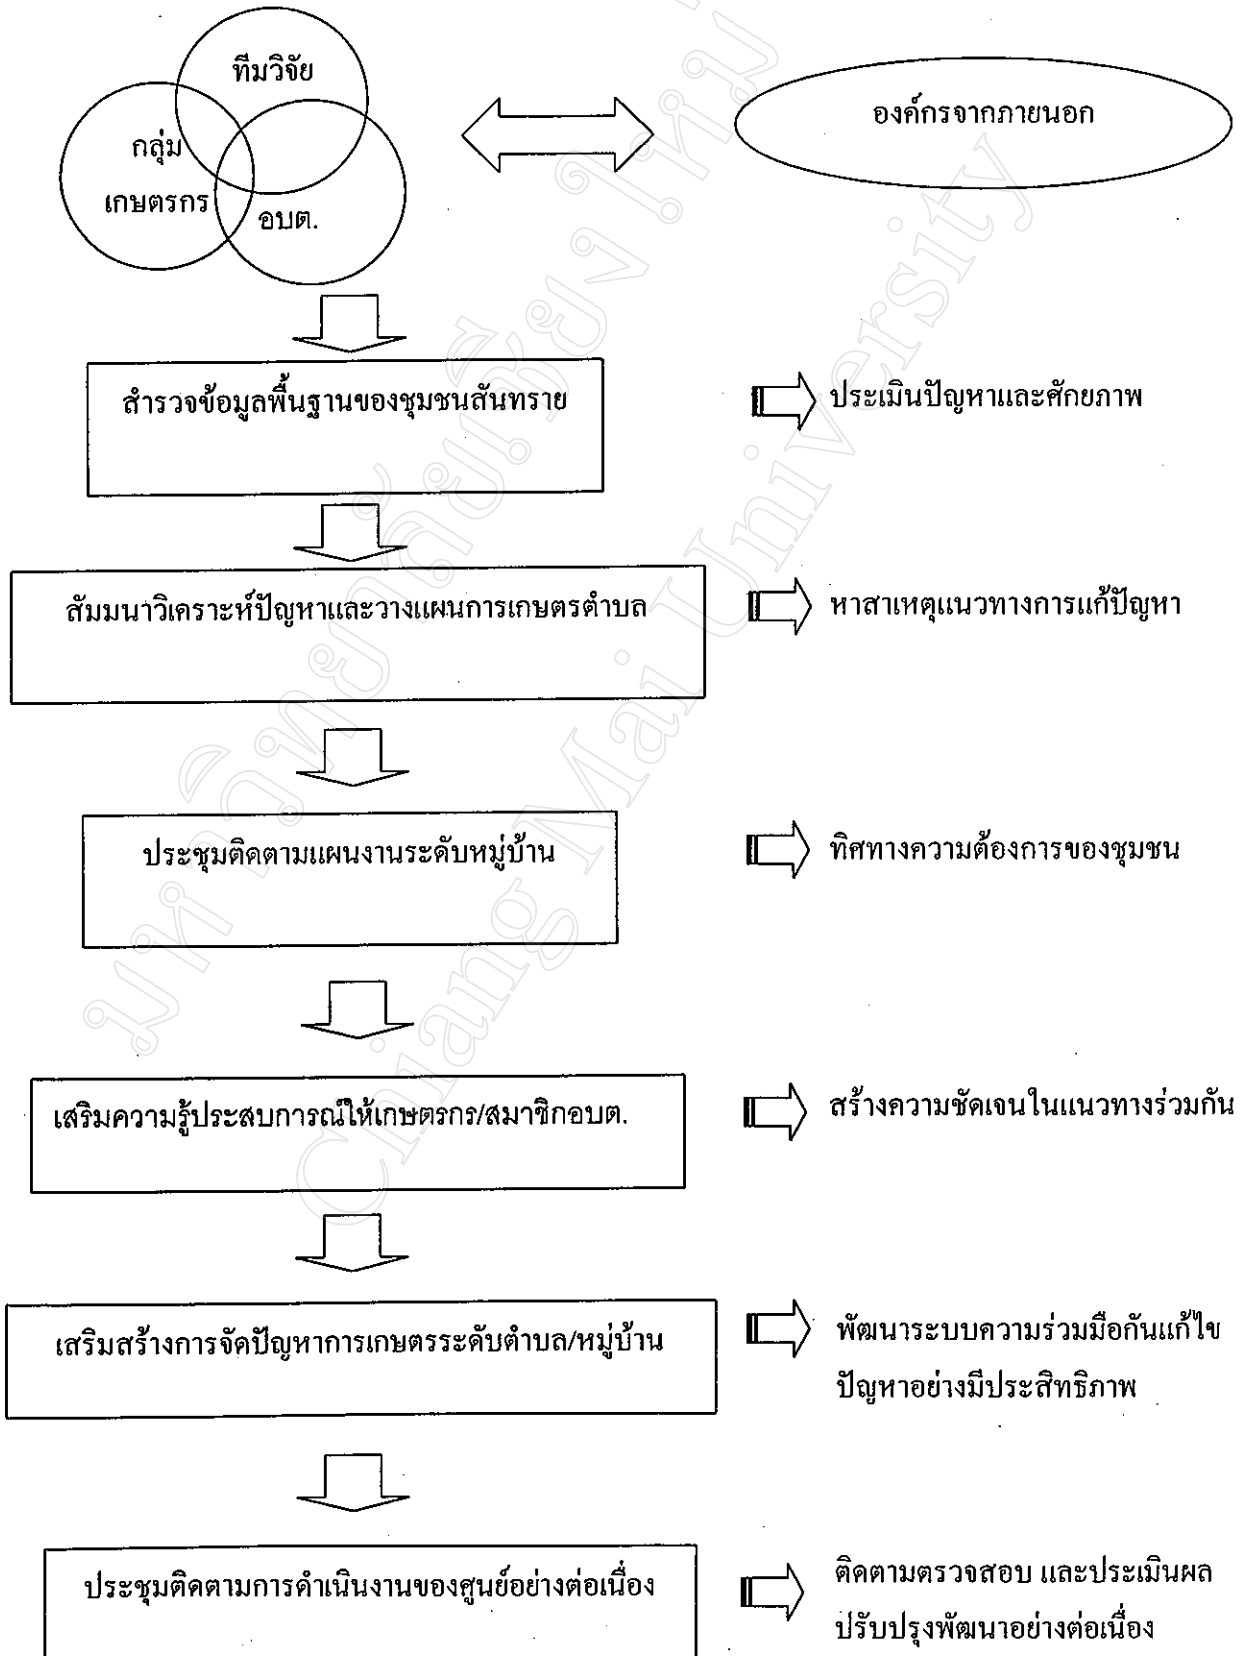 ทีมวิจัย
กลุ่ม
เกษตรกร
อบต.
องค์กรจากภายนอก
สำรวจข้อมูลพื้นฐานของชุมชนสันทราย
ประเมินปัญหาและศักยภาพ
สัมมนาวิเคราะห์ปัญหาและวางแผนการเกษตรตำบล
หาสาเหตุแนวทางการแก้ปัญหา
ประชุมติดตามแผนงานระดับหมู่บ้าน
ทิศทางความต้องการของชุมชน
เสริมความรู้ประสบการณ์ให้เกษตรกร/สมาชิกอบต.
สร้างความชัดเจนในแนวทางร่วมกัน
เสริมสร้างการจัดปัญหาการเกษตรระดับตำบล/หมู่บ้าน
พัฒนาระบบความร่วมมือกันแก้ไข
ปัญหาอย่างมีประสิทธิภาพ
ประชุมติดตามการดำเนินงานของศูนย์อย่างต่อเนื่อง
ติดตามตรวจสอบ และประเมินผล
ปรับปรุงพัฒนาอย่างต่อเนื่อง
มหาวิทยาลัยเชียงใหม่
Chiang Mai University